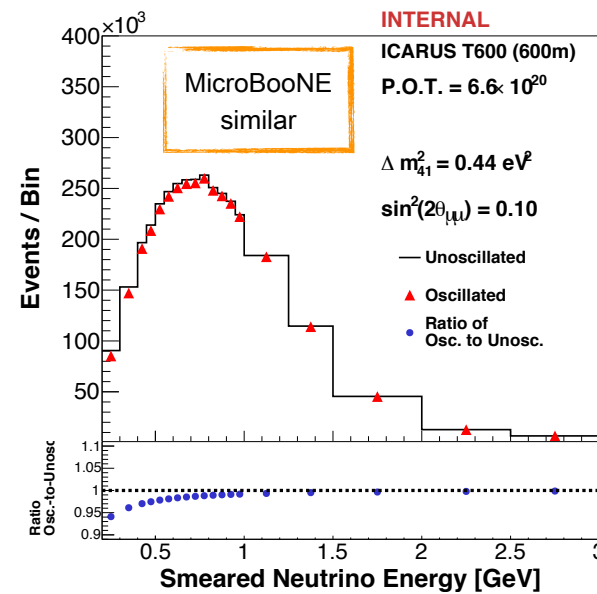 INTERNAL
×10³
ICARUS T600 (600m)
P.O.T. = 6.6× 10²⁰
MicroBooNE
similar
Δ m²₄₁ = 0.44 eV²
sin²(2θ_μμ) = 0.10
Unoscillated
Oscillated
Ratio of
Osc. to Unosc.
Events / Bin
400
350
300
250
200
150
100
50
Ratio
Osc.-to-Unosc
1.1
1.05
1
0.95
0.9
0.5 1 1.5 2 2.5 3
Smeared Neutrino Energy [GeV]